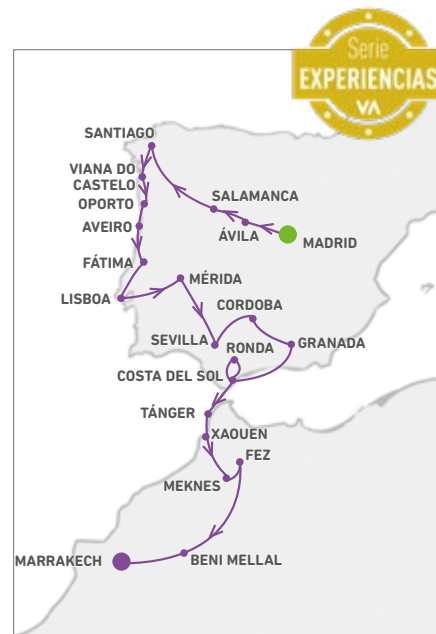 Serie
EXPERIENCIAS
VA
SANTIAGO
VIANA DO
CASTELO
SALAMANCA
OPORTO
ÁVILA
AVEIRO
MADRID
FÁTIMA
MÉRIDA
LISBOA
CORDOBA
SEVILLA
GRANADA
RONDA
COSTA DEL SOL
TÁNGER
XAOUEN
FEZ
MEKNES
MARRAKECH
BENI MELLAL